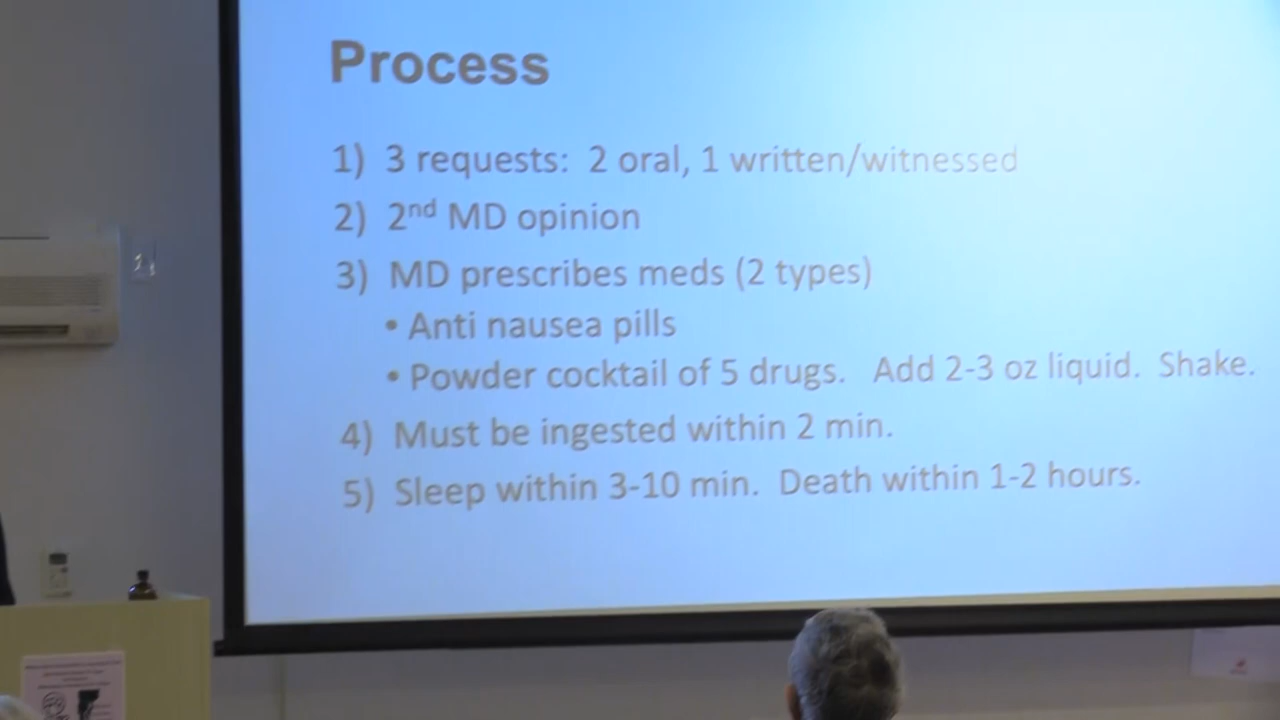 Process
1) 3 requests: 2 oral, 1 written/witnessed
2) 2nd MD opinion
3) MD prescribes meds (2 types)
• Anti nausea pills
• Powder cocktail of 5 drugs. Add 2-3 oz liquid. Shake.
4) Must be ingested within 2 min.
5) Sleep within 3-10 min. Death within 1-2 hours.